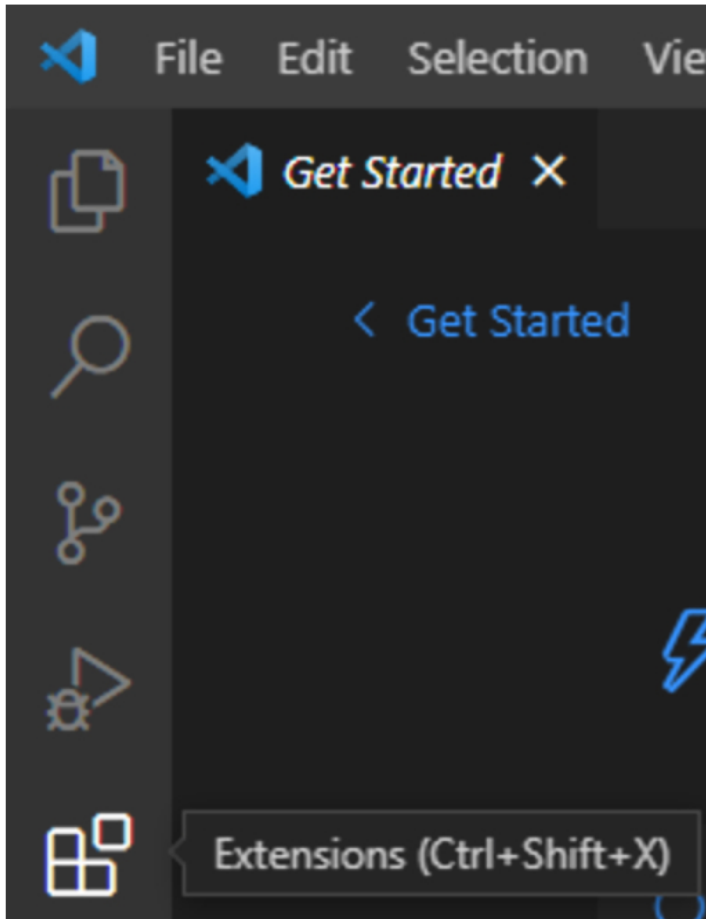 File Edit Selection Vie
Get Started
Get Started
Extensions (Ctrl+Shift+X)